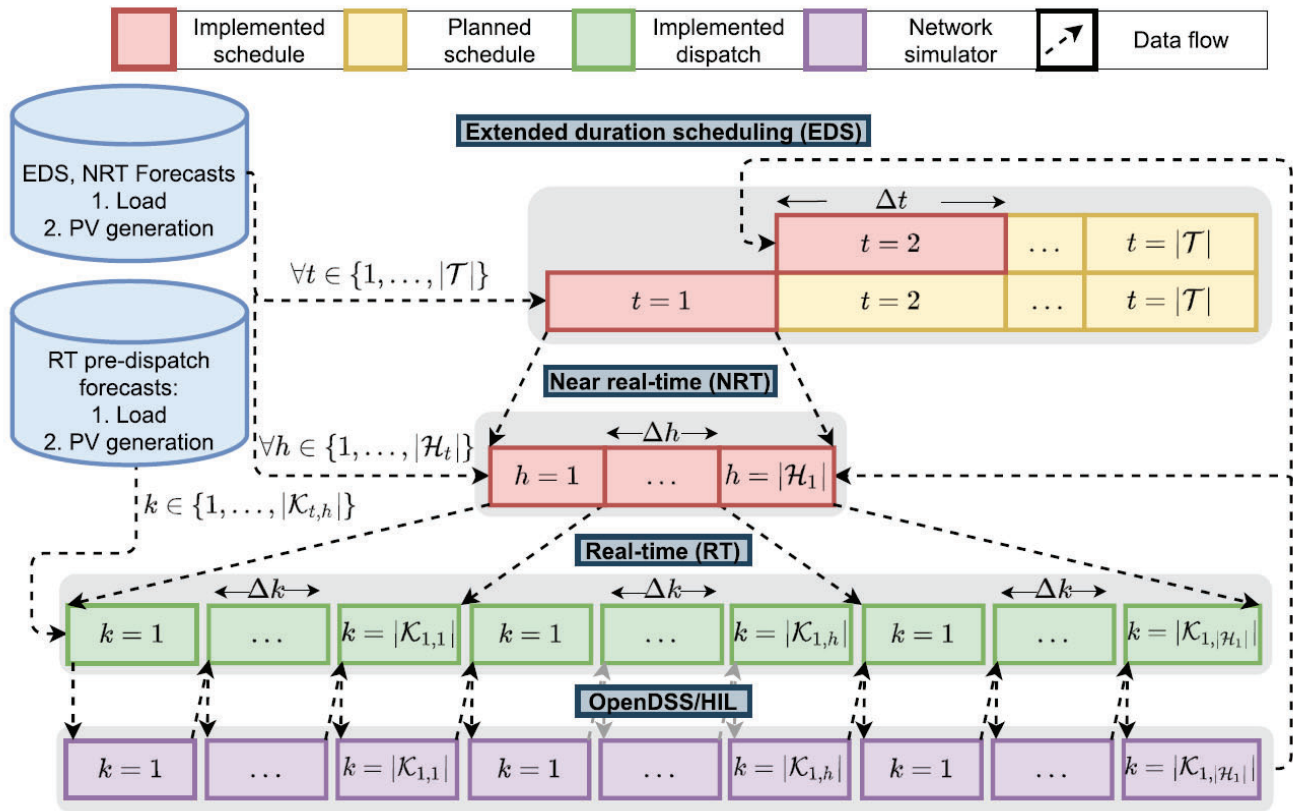 Implemented schedule
Planned schedule
Implemented dispatch
Network simulator
Data flow
Extended duration scheduling (EDS)
EDS, NRT Forecasts
1. Load
2. PV generation
Δt
t = 2
...
t = |𝒯|
∀t ∈ {1, . . . , |𝒯|}
t = 1
t = 2
...
t = |𝒯|
RT pre-dispatch
forecasts:
1. Load
2. PV generation
Near real-time (NRT)
∀h ∈ {1, . . . , |ℋ_t|}
Δh
h = 1
...
h = |ℋ_1|
k ∈ {1, . . . , |𝒦_{t,h}|}
Real-time (RT)
Δk
Δk
Δk
k = 1
...
k = |𝒦_{1,1}|
k = 1
...
k = |𝒦_{1,h}|
k = 1
...
k = |𝒦_{1,|ℋ_1|}|
OpenDSS/HIL
k = 1
...
k = |𝒦_{1,1}|
k = 1
...
k = |𝒦_{1,h}|
k = 1
...
k = |𝒦_{1,|ℋ_1|}|